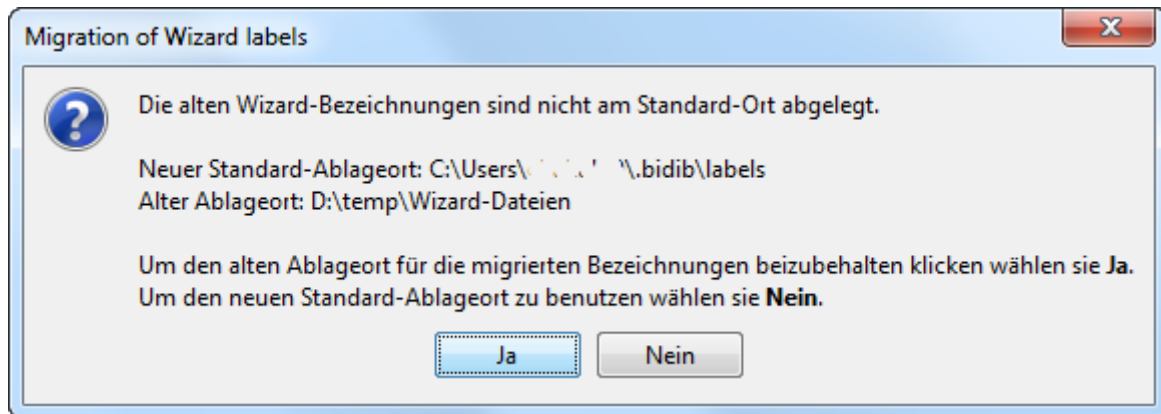 Migration of Wizard labels
Die alten Wizard-Bezeichnungen sind nicht am Standard-Ort abgelegt.
Neuer Standard-Ablageort: C:\Users\ \.bidib\labels
Alter Ablageort: D:\temp\Wizard-Dateien
Um den alten Ablageort für die migrierten Bezeichnungen beizubehalten klicken wählen sie Ja.
Um den neuen Standard-Ablageort zu benutzen wählen sie Nein.
Ja Nein